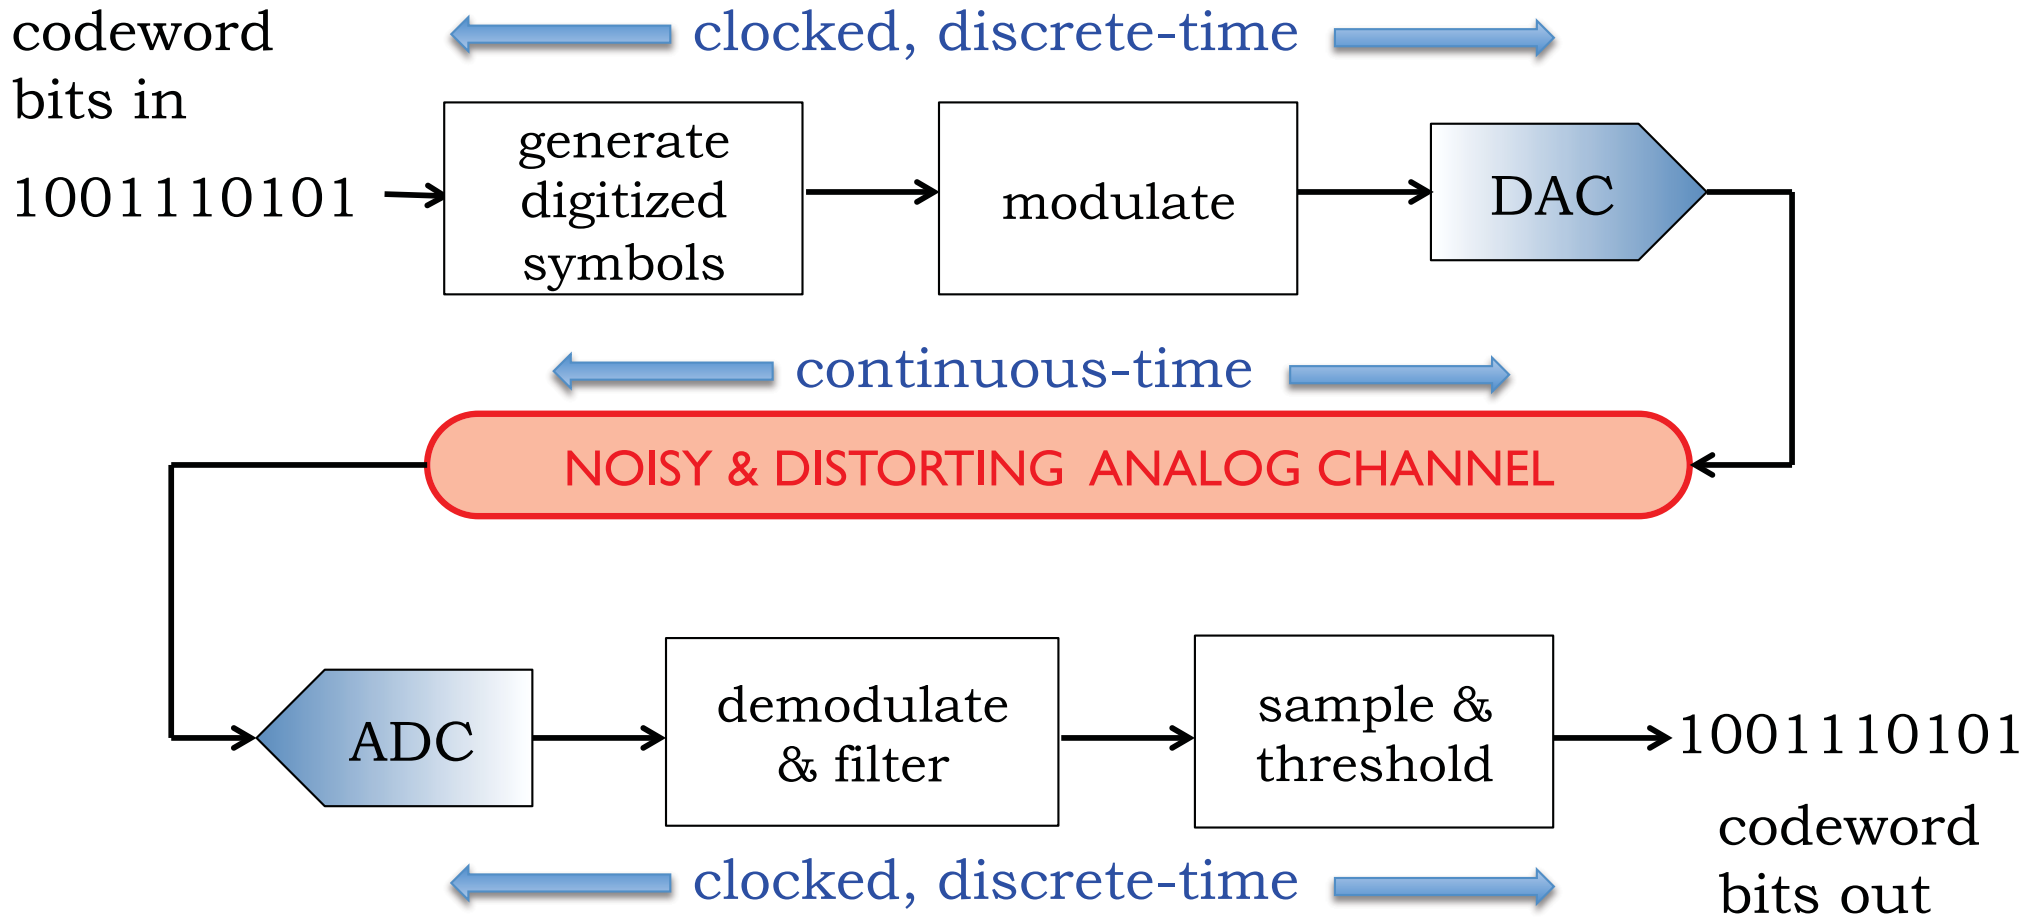 codeword
bits in
clocked, discrete-time
1001110101
generate
digitized
symbols
modulate
DAC
continuous-time
NOISY & DISTORTING ANALOG CHANNEL
ADC
demodulate
& filter
sample &
threshold
1001110101
codeword
bits out
clocked, discrete-time